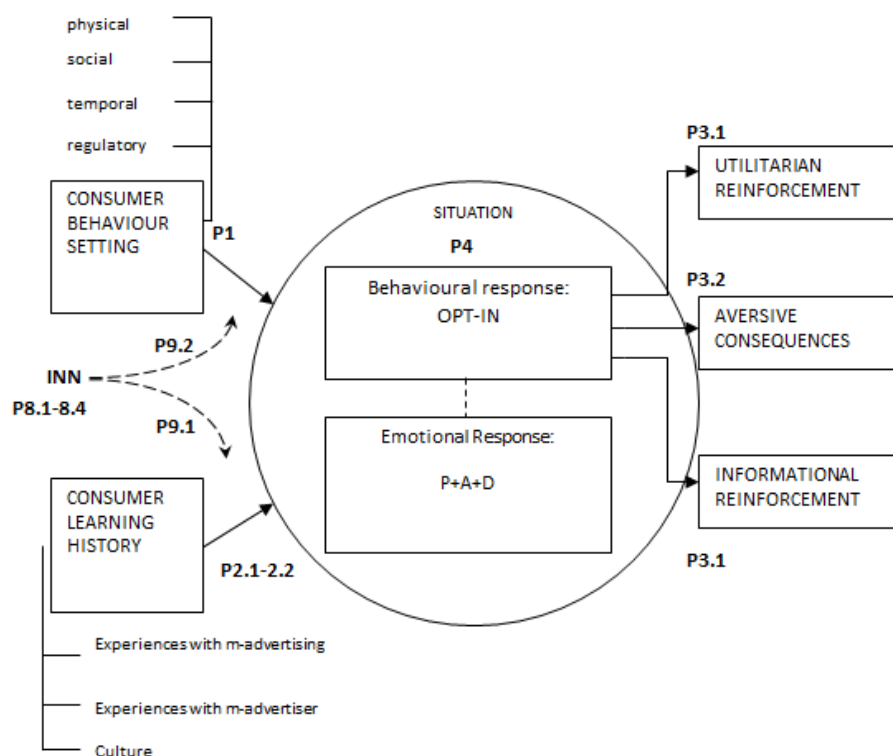 physical
social
temporal
regulatory
CONSUMER
BEHAVIOUR
SETTING
P1
SITUATION
P4
Behavioural response:
OPT-IN
P3.1
UTILITARIAN
REINFORCEMENT
P3.2
AVERSIVE
CONSEQUENCES
P9.2
INN
P8.1-8.4
P9.1
Emotional Response:
P+A+D
CONSUMER
LEARNING
HISTORY
P2.1-2.2
INFORMATIONAL
REINFORCEMENT
P3.1
Experiences with m-advertising
Experiences with m-advertiser
Culture